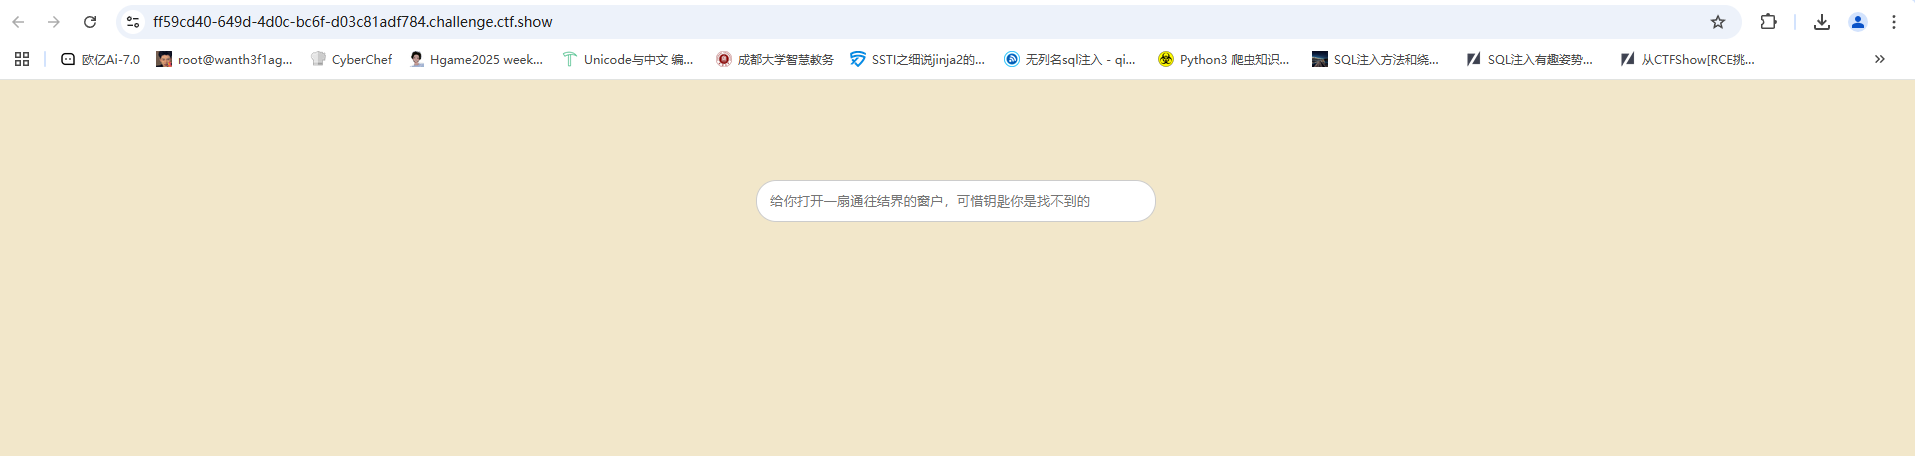 ff59cd40-649d-4d0c-bc6f-d03c81adf784.challenge.ctf.show
欧亿Ai-7.0 root@wanth3f1ag... CyberChef Hgame2025 week... Unicode与中文 编... 成都大学智慧教务 SSTI之细说jinja2的... 无列名sql注入 - qi... Python3 爬虫知识... SQL注入方法和绕... SQL注入有趣姿势... 从CTFShow[RCE挑...
给你打开一扇通往结界的窗户，可惜钥匙你是找不到的